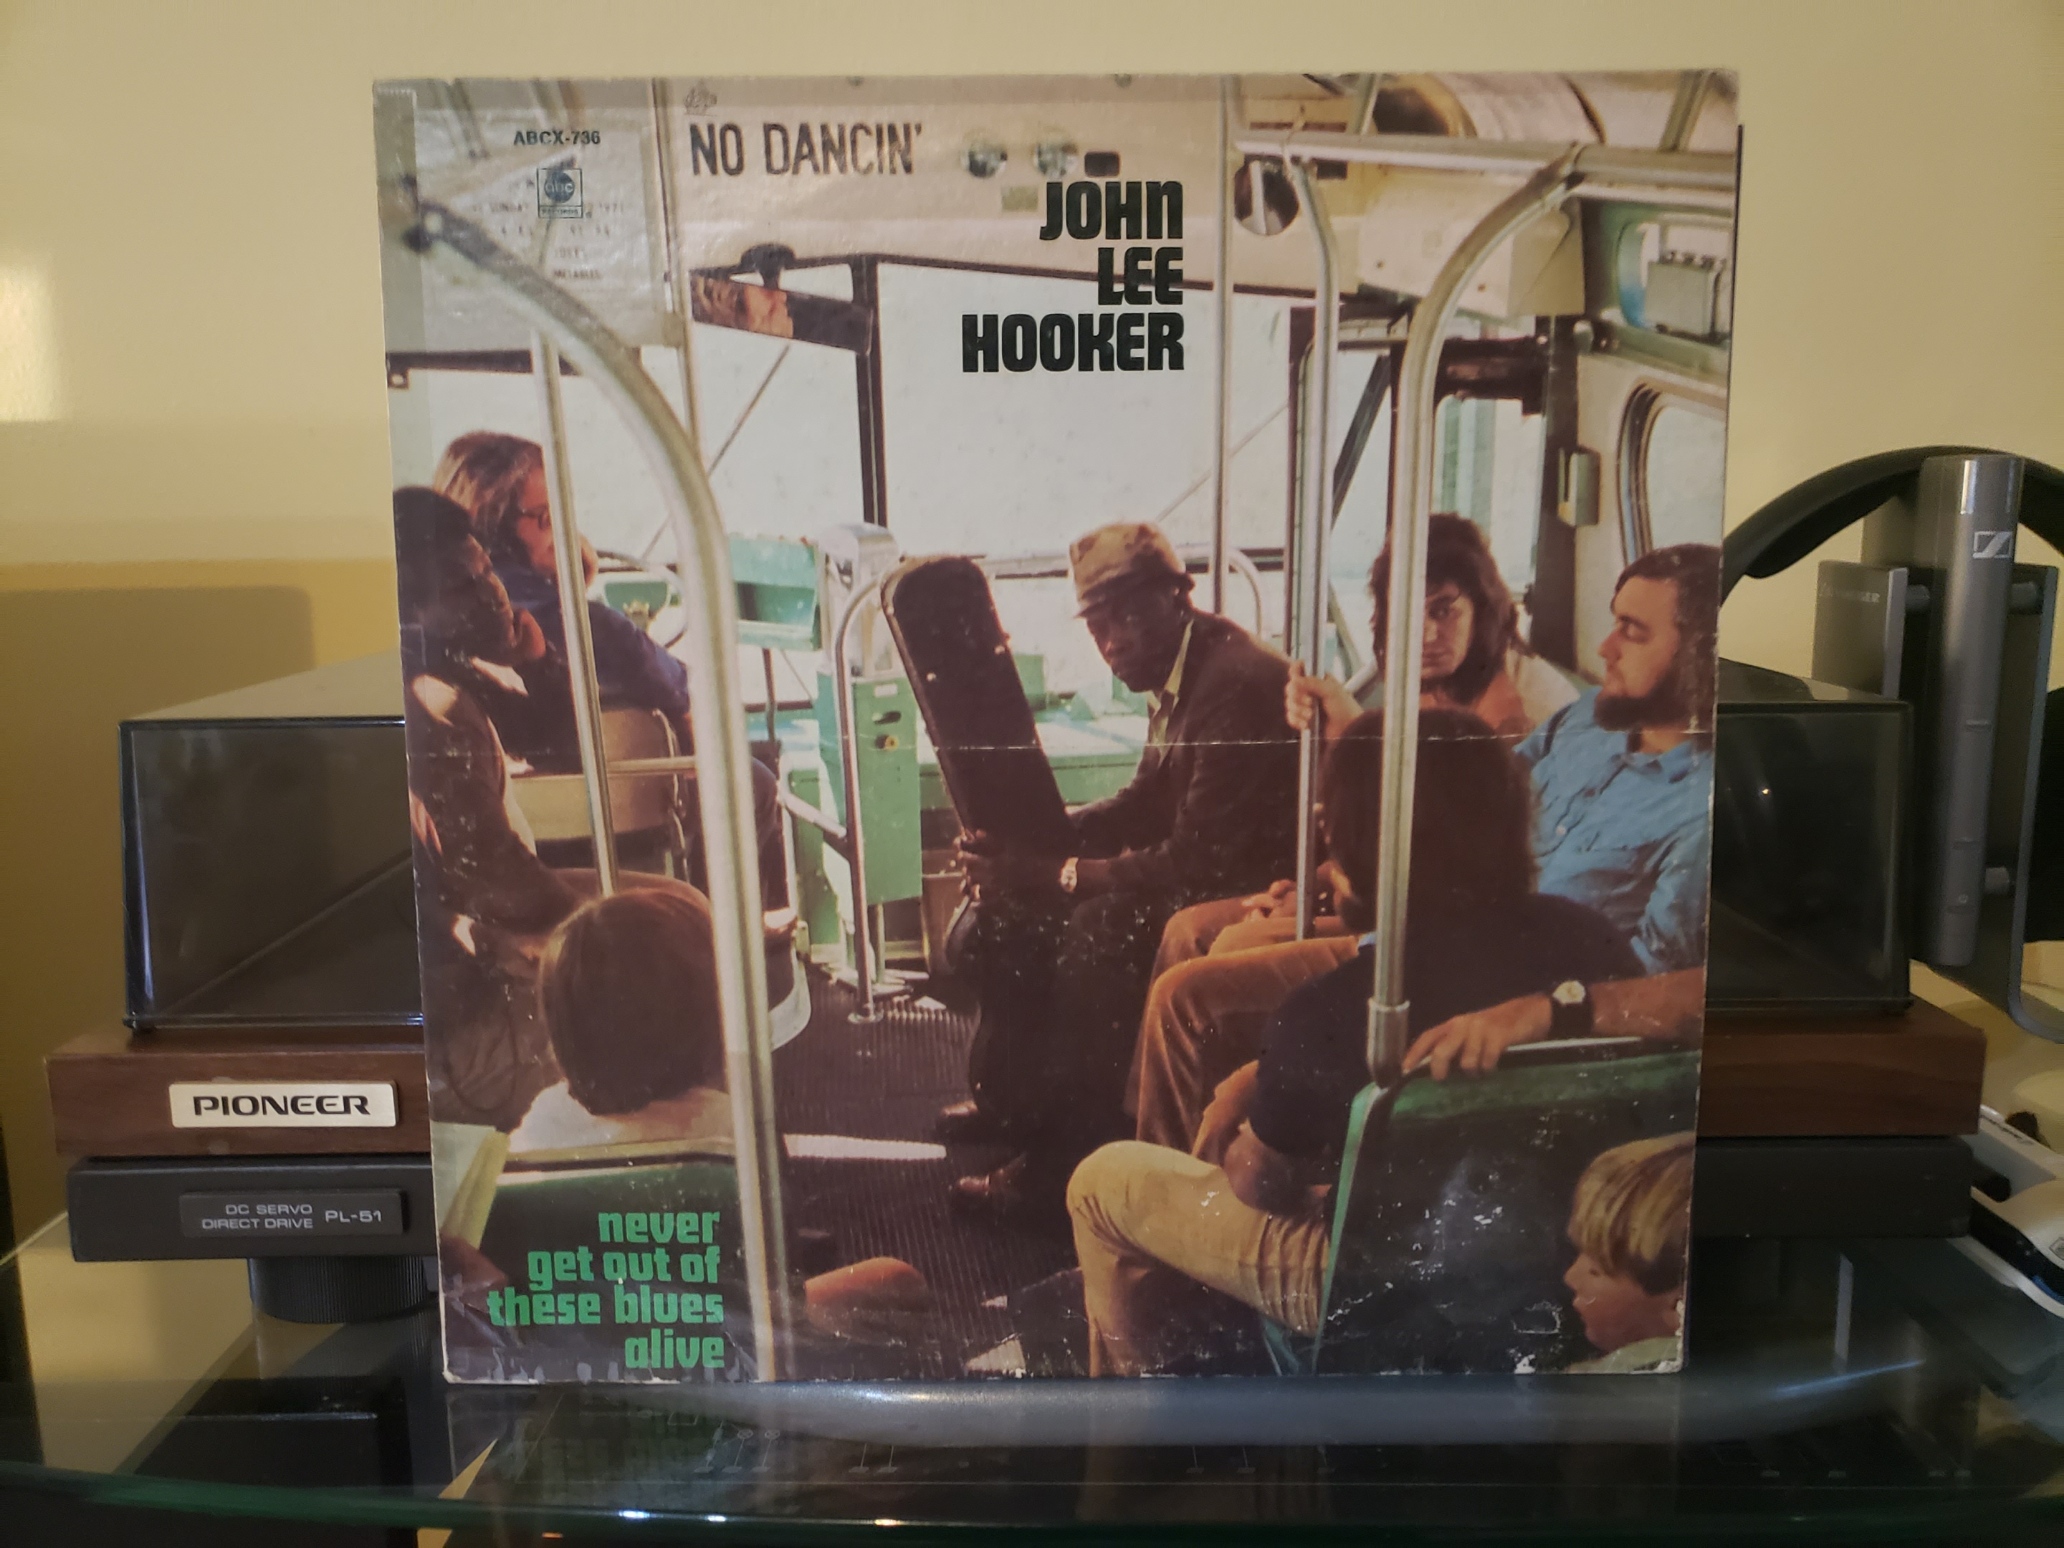 ABCX-736
abc
NO DANCIN'
JOHN
LEE
HOOKER
PIONEER
DC SERVO
DIRECT DRIVE PL-51
never
get out of
these blues
alive